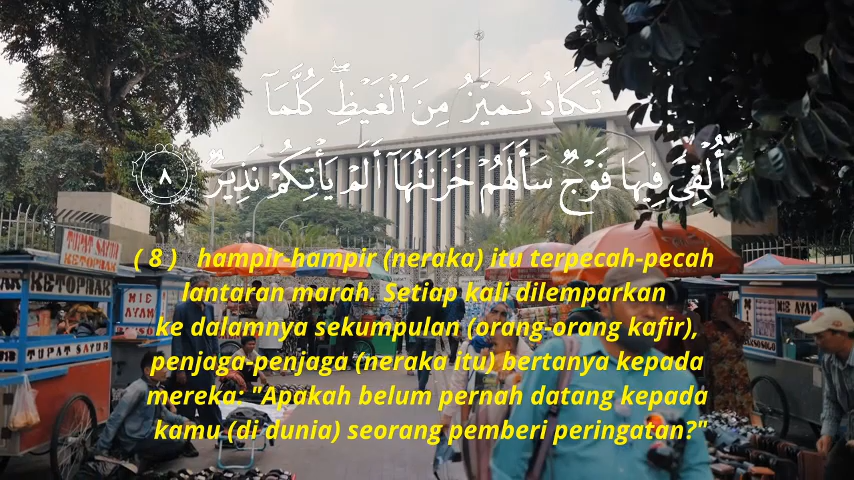 تَكَادُ تَمَيَّزُ مِنَ ٱلْغَيْظِ ۖ كُلَّمَآ
أُلْقِىَ فِيهَا فَوْجٌ سَأَلَهُمْ خَزَنَتُهَآ أَلَمْ يَأْتِكُمْ نَذِيرٌ ٨
( 8 ) hampir-hampir (neraka) itu terpecah-pecah
lantaran marah. Setiap kali dilemparkan
ke dalamnya sekumpulan (orang-orang kafir),
penjaga-penjaga (neraka itu) bertanya kepada
mereka: "Apakah belum pernah datang kepada
kamu (di dunia) seorang pemberi peringatan?"
TUPAT SAYUR
KETOPRAK
KETOPRAK
MIE
AYAM
MIE
AYAM
TUPAT SAYUR